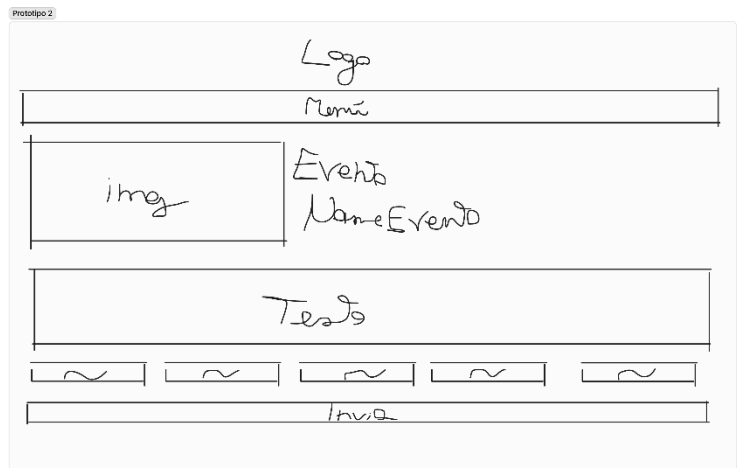 Prototipo 2
Logo
Menú
img
Evento
NameEvento
Testo
Invia